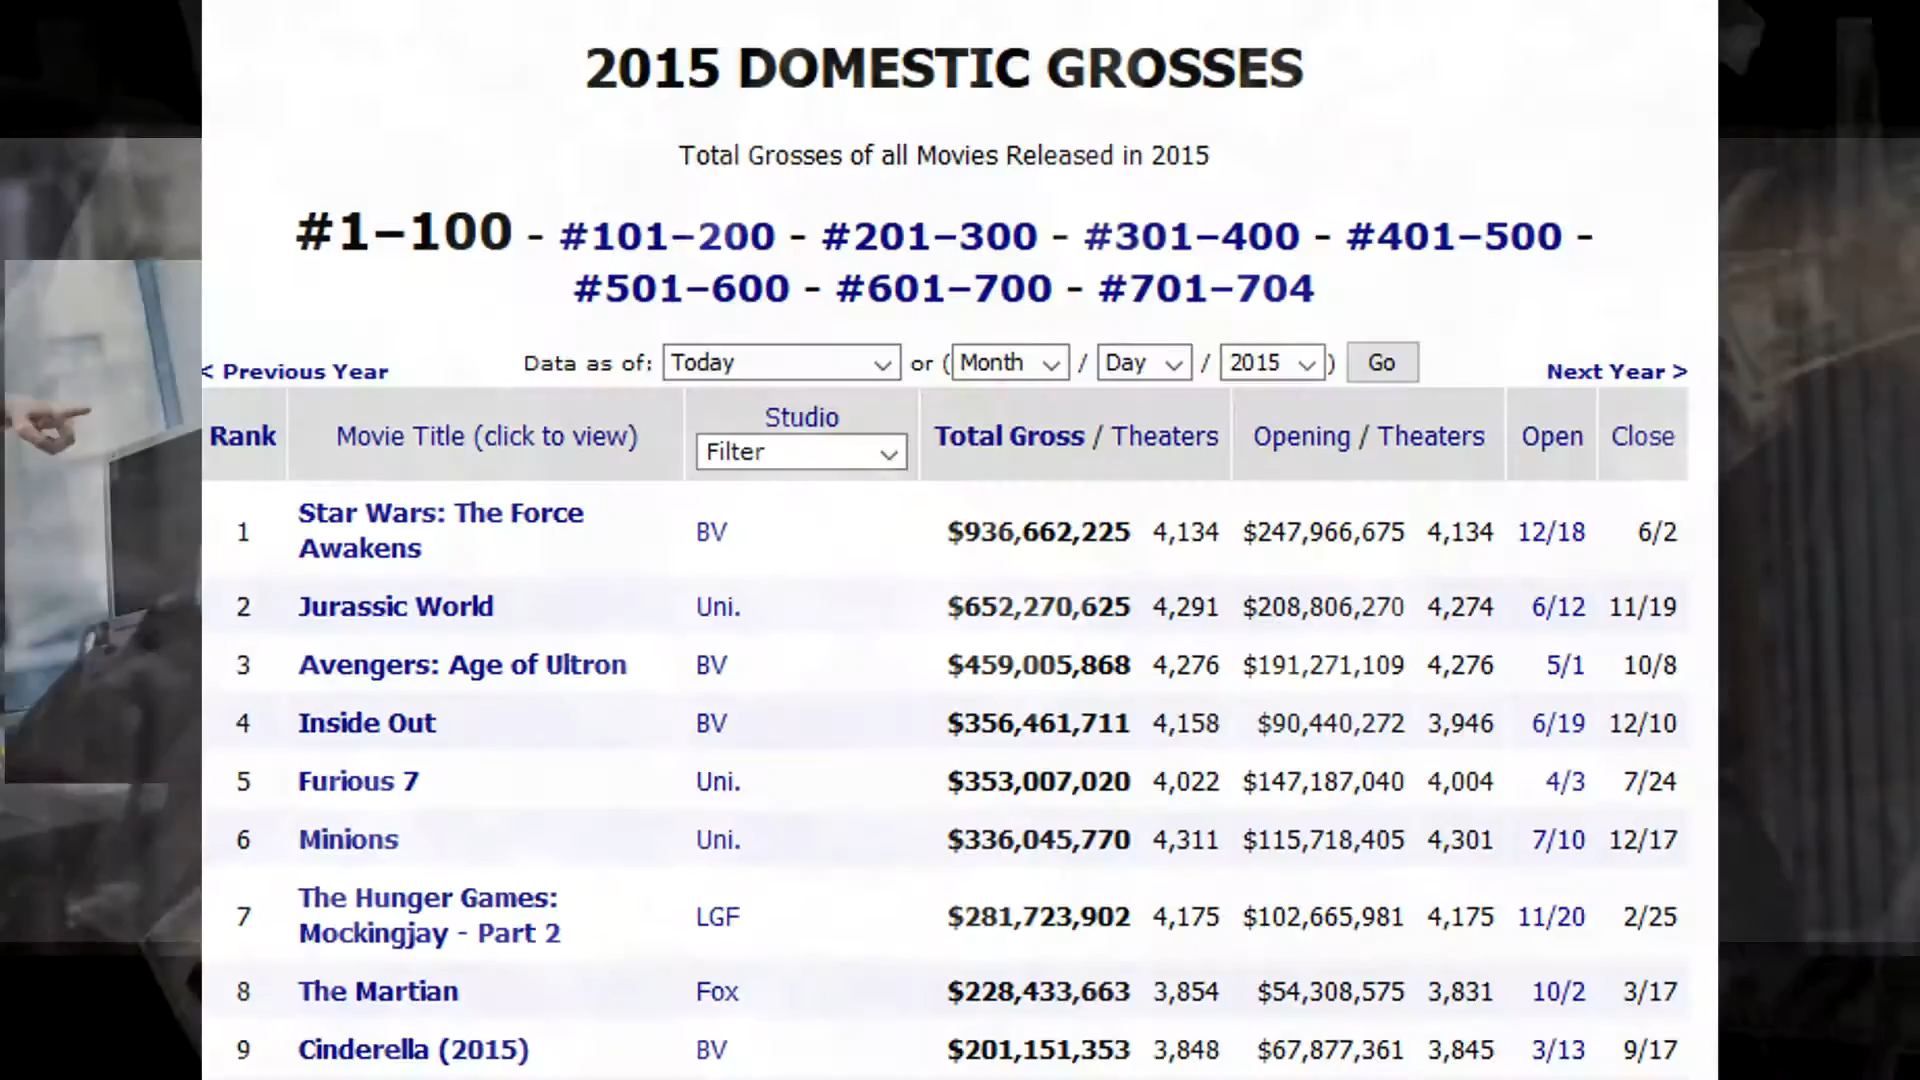 2015 DOMESTIC GROSSES
Total Grosses of all Movies Released in 2015
#1–100 - #101–200 - #201–300 - #301–400 - #401–500 -
#501–600 - #601–700 - #701–704
< Previous Year Data as of: Today or ( Month / Day / 2015 ) Go Next Year >
Rank Movie Title (click to view) Studio Filter Total Gross / Theaters Opening / Theaters Open Close
1 Star Wars: The Force Awakens BV $936,662,225 4,134 $247,966,675 4,134 12/18 6/2
2 Jurassic World Uni. $652,270,625 4,291 $208,806,270 4,274 6/12 11/19
3 Avengers: Age of Ultron BV $459,005,868 4,276 $191,271,109 4,276 5/1 10/8
4 Inside Out BV $356,461,711 4,158 $90,440,272 3,946 6/19 12/10
5 Furious 7 Uni. $353,007,020 4,022 $147,187,040 4,004 4/3 7/24
6 Minions Uni. $336,045,770 4,311 $115,718,405 4,301 7/10 12/17
7 The Hunger Games: Mockingjay - Part 2 LGF $281,723,902 4,175 $102,665,981 4,175 11/20 2/25
8 The Martian Fox $228,433,663 3,854 $54,308,575 3,831 10/2 3/17
9 Cinderella (2015) BV $201,151,353 3,848 $67,877,361 3,845 3/13 9/17